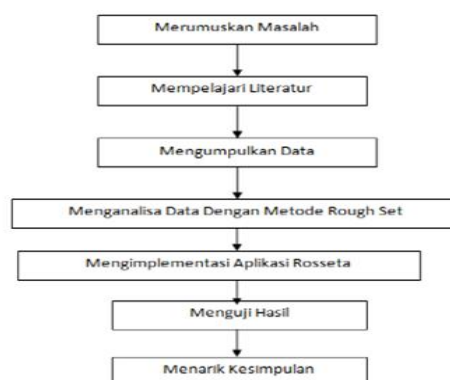 Merumuskan Masalah
Mempelajari Literatur
Mengumpulkan Data
Menganalisa Data Dengan Metode Rough Set
Mengimplementasi Aplikasi Rosseta
Menguji Hasil
Menarik Kesimpulan